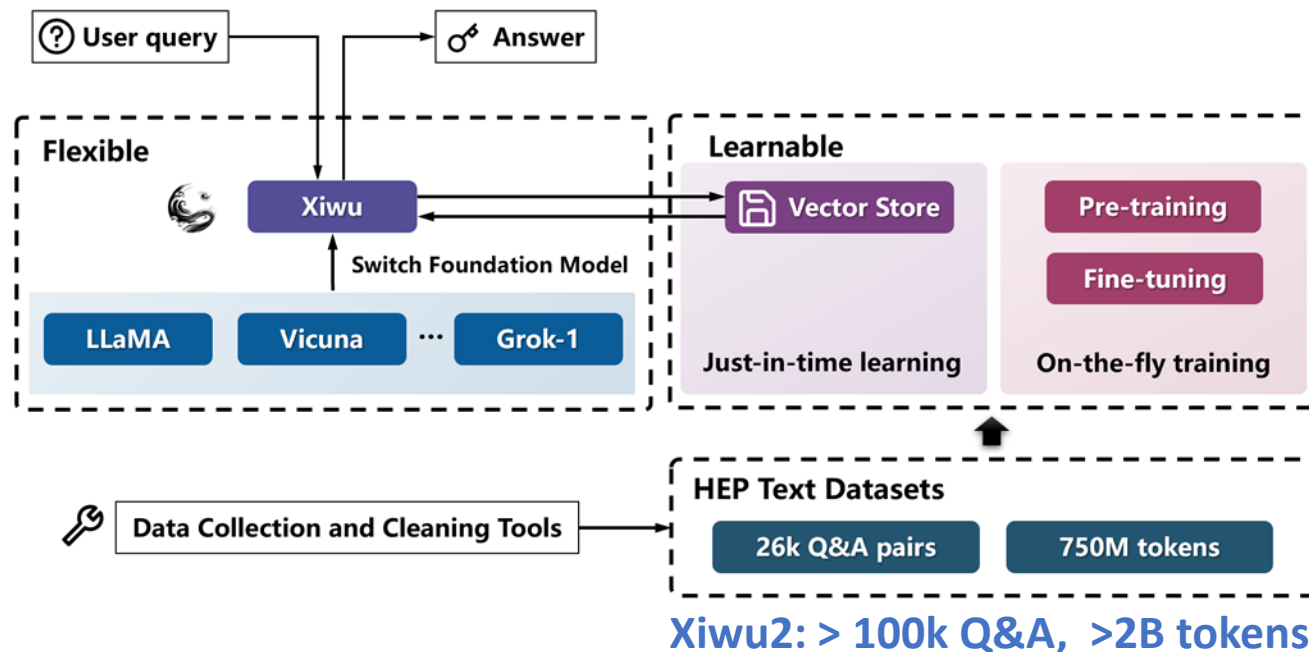 User query
Answer
Flexible
Xiwu
Switch Foundation Model
LLaMA
Vicuna
...
Grok-1
Learnable
Vector Store
Just-in-time learning
Pre-training
Fine-tuning
On-the-fly training
Data Collection and Cleaning Tools
HEP Text Datasets
26k Q&A pairs
750M tokens
Xiwu2: > 100k Q&A, >2B tokens